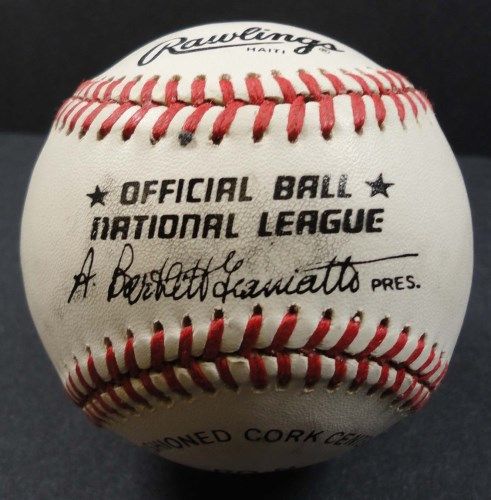 Rawlings ®
HAITI
★ OFFICIAL BALL ★
NATIONAL LEAGUE
A. Bartlett Giamatti PRES.
CORK